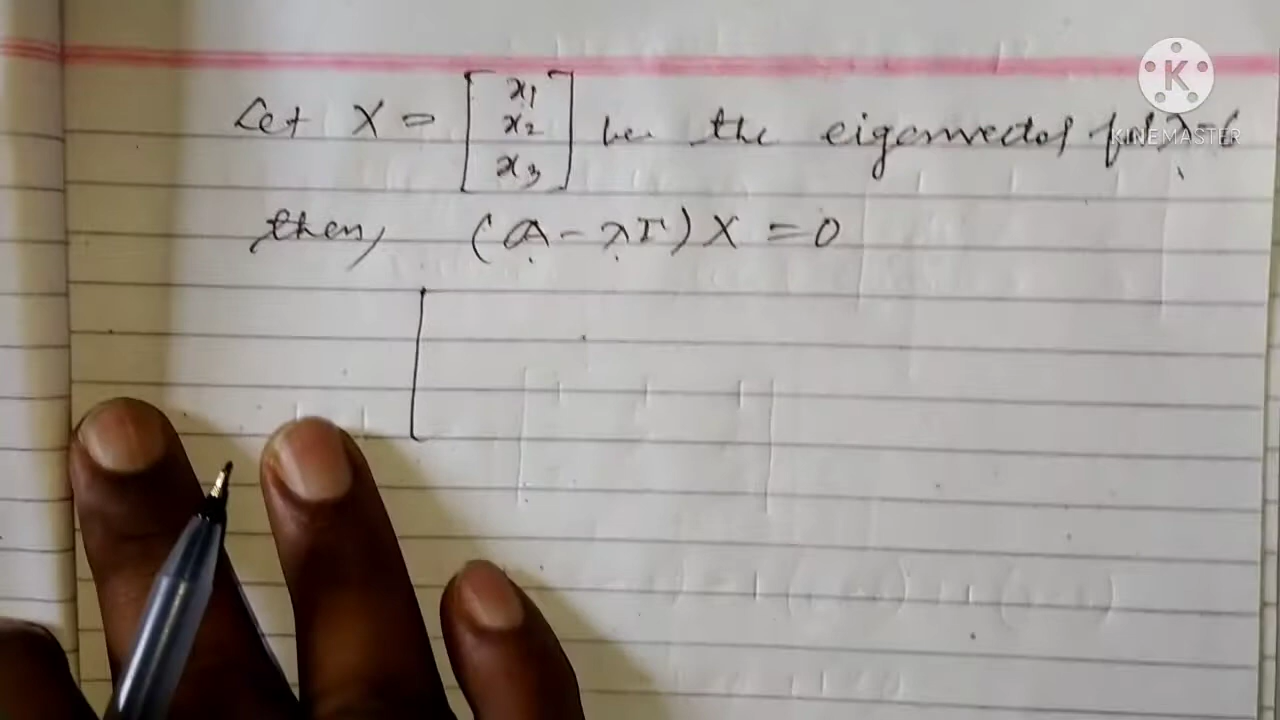 Let X = [x1 x2 x3] be the eigenvector for λ=6
then, (A - λI) X = 0
K
KINEMASTER